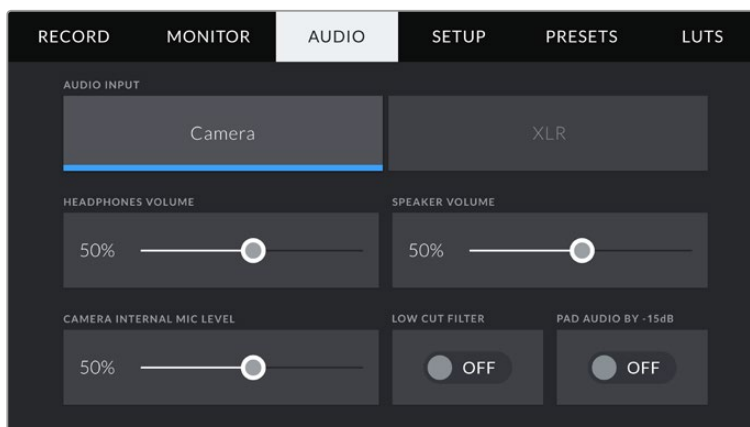 RECORD MONITOR AUDIO SETUP PRESETS LUTS
AUDIO INPUT
Camera XLR
HEADPHONES VOLUME SPEAKER VOLUME
50% 50%
CAMERA INTERNAL MIC LEVEL LOW CUT FILTER PAD AUDIO BY -15dB
50% OFF OFF